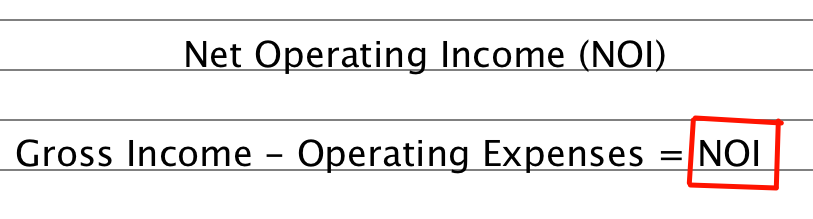 Net Operating Income (NOI)
Gross Income – Operating Expenses = NOI